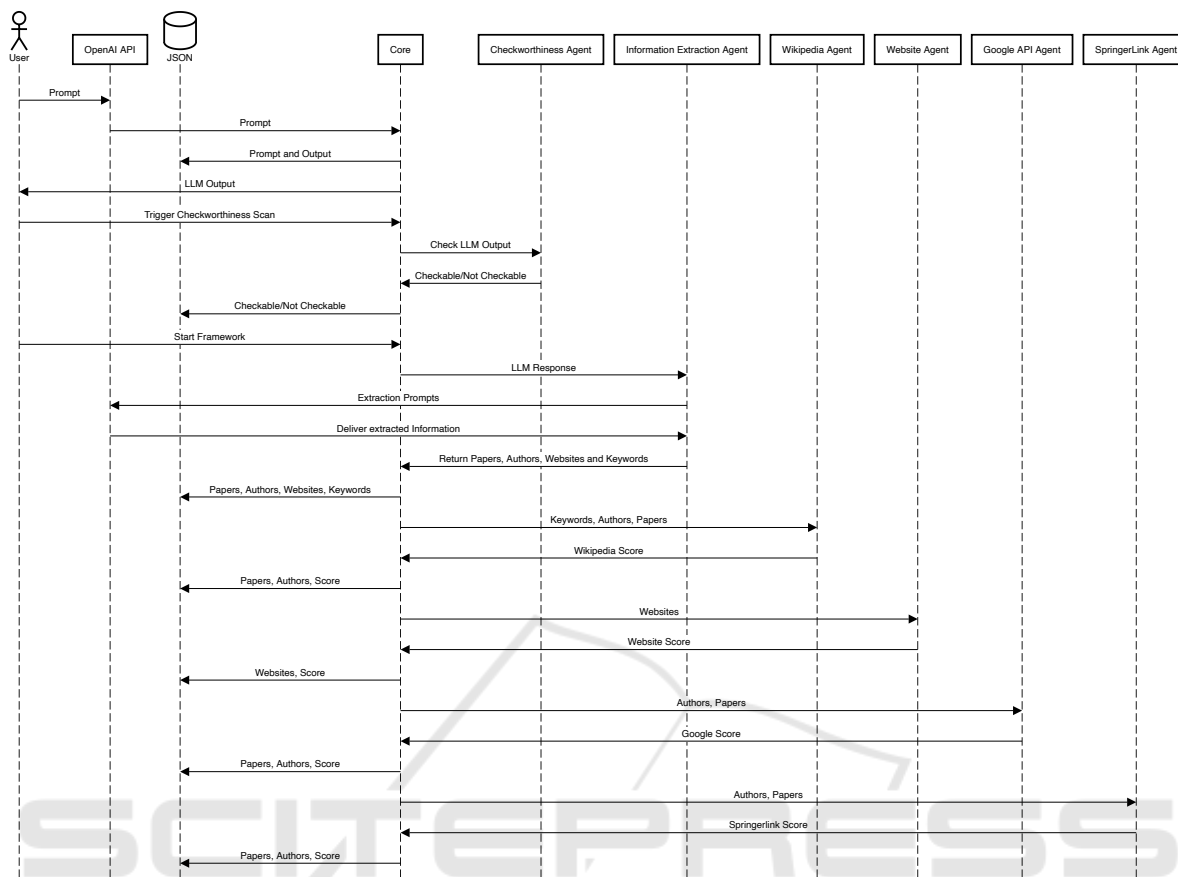 User
OpenAI API
JSON
Core
Checkworthiness Agent
Information Extraction Agent
Wikipedia Agent
Website Agent
Google API Agent
SpringerLink Agent
Prompt
Prompt
Prompt and Output
LLM Output
Trigger Checkworthiness Scan
Check LLM Output
Checkable/Not Checkable
Checkable/Not Checkable
Start Framework
LLM Response
Extraction Prompts
Deliver extracted Information
Return Papers, Authors, Websites and Keywords
Papers, Authors, Websites, Keywords
Keywords, Authors, Papers
Wikipedia Score
Papers, Authors, Score
Websites
Website Score
Websites, Score
Authors, Papers
Google Score
Papers, Authors, Score
Authors, Papers
Springerlink Score
Papers, Authors, Score
SCITEPRESS